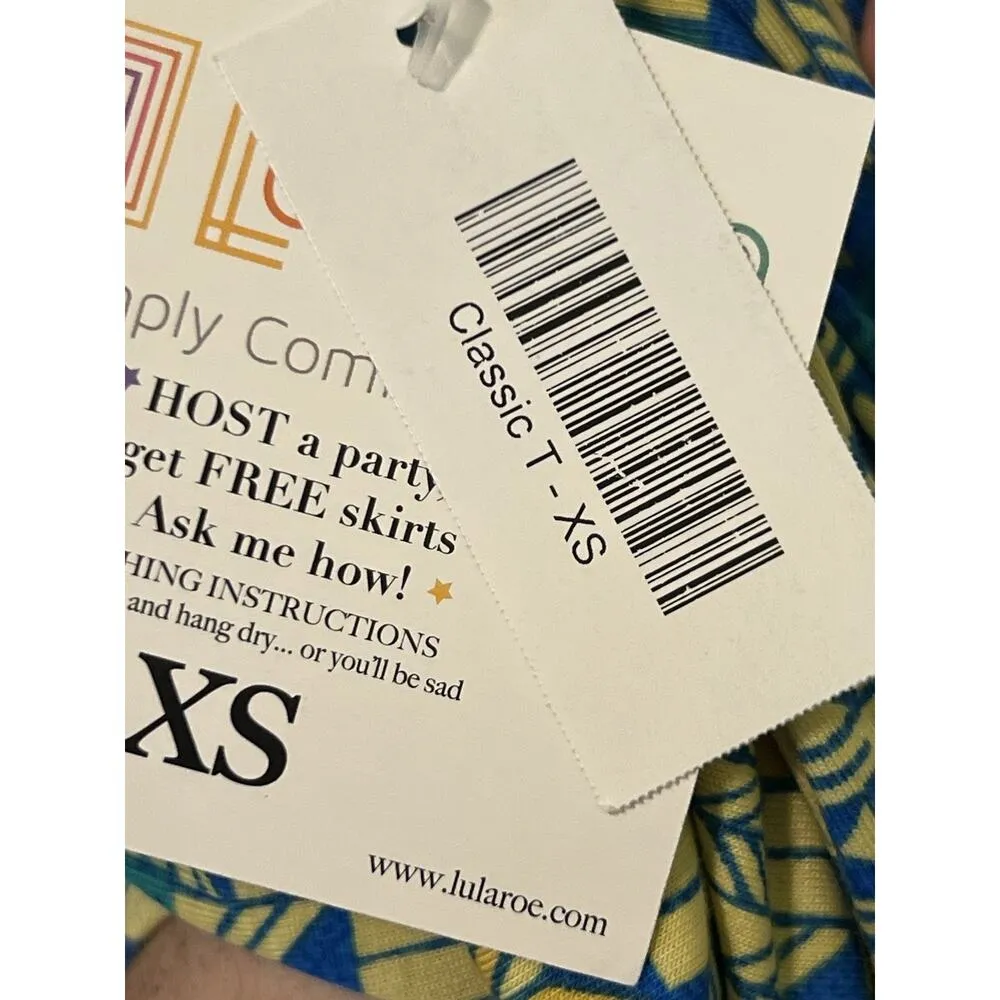 ply Com
HOST a party,
get FREE skirts
Ask me how!
HING INSTRUCTIONS
and hang dry... or you'll be sad
XS
www.lularoe.com
Classic T - XS